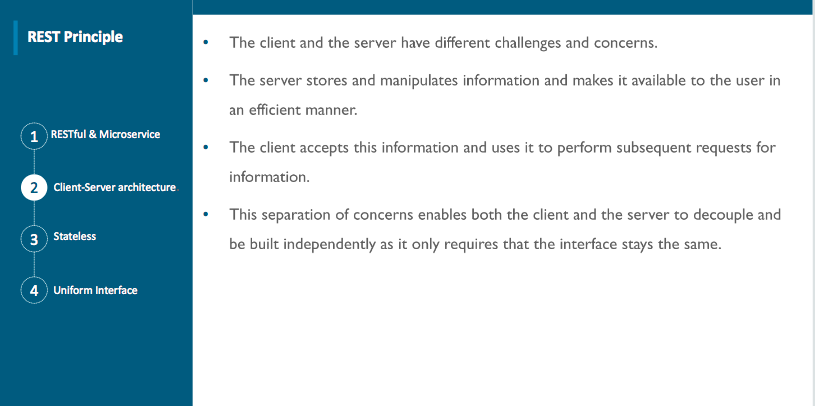 REST Principle
1 RESTful & Microservice
2 Client-Server architecture
3 Stateless
4 Uniform Interface
• The client and the server have different challenges and concerns.
• The server stores and manipulates information and makes it available to the user in
an efficient manner.
• The client accepts this information and uses it to perform subsequent requests for
information.
• This separation of concerns enables both the client and the server to decouple and
be built independently as it only requires that the interface stays the same.